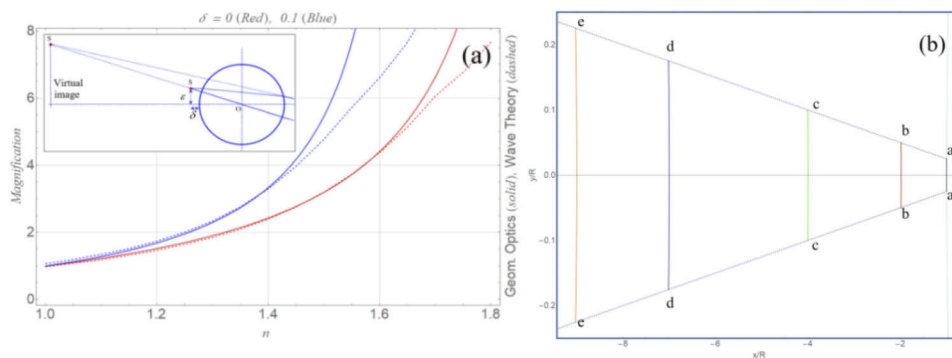 δ = 0 (Red), 0.1 (Blue)
(a)
8
6
4
2
0
Magnification
1.0
1.2
1.4
1.6
1.8
n
S
S
Virtual
image
ε
δ
O
Geom. Optics (solid), Wave Theory (dashed)
(b)
0.2
0.1
0.0
-0.1
-0.2
y/R
e
d
c
b
a
a
b
c
d
e
-8
-6
-4
-2
x/R